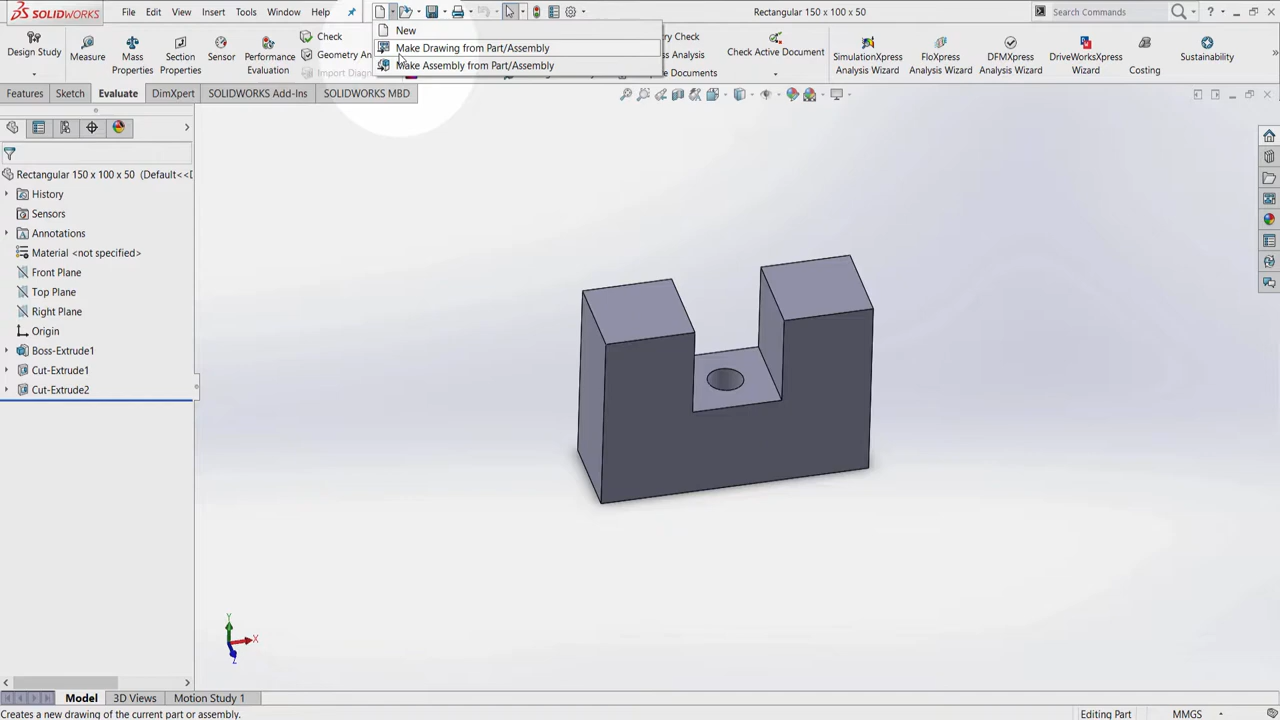 SOLIDWORKS File Edit View Insert Tools Window Help Rectangular 150 x 100 x 50 Search Commands ?
New
Make Drawing from Part/Assembly
Make Assembly from Part/Assembly
Design Study
Measure
Mass Properties
Section Properties
Sensor
Performance Evaluation
Check
Geometry An
Import Diagn
Check Active Document
SimulationXpress Analysis Wizard
FloXpress Analysis Wizard
DFMXpress Analysis Wizard
DriveWorksXpress Wizard
Costing
Sustainability
Features Sketch Evaluate DimXpert SOLIDWORKS Add-Ins SOLIDWORKS MBD
Rectangular 150 x 100 x 50 (Default<<D
History
Sensors
Annotations
Material <not specified>
Front Plane
Top Plane
Right Plane
Origin
Boss-Extrude1
Cut-Extrude1
Cut-Extrude2
Y
X
Z
Model 3D Views Motion Study 1
Creates a new drawing of the current part or assembly. Editing Part MMGS